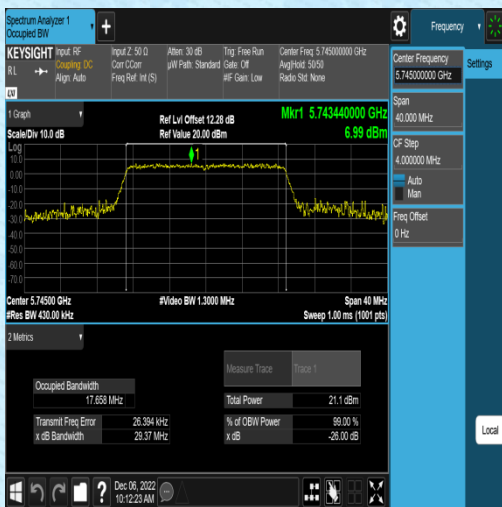 Spectrum Analyzer 1
Occupied BW
Frequency
KEYSIGHT
Input: RF
Coupling: DC
Align: Auto
Input Z: 50 Ω
Corr CCorr
Freq Ref: Int (S)
Atten: 30 dB
µW Path: Standard
Trig: Free Run
Gate: Off
#IF Gain: Low
Center Freq: 5.745000000 GHz
Avg|Hold: 50/50
Radio Std: None
R L
1 Graph
Scale/Div 10.0 dB
Ref Lvl Offset 12.28 dB
Ref Value 20.00 dBm
Mkr1 5.743440000 GHz
6.99 dBm
Log
10.0
0.00
-10.0
-20.0
-30.0
-40.0
-50.0
-60.0
-70.0
1
Center 5.74500 GHz
#Res BW 430.00 kHz
#Video BW 1.3000 MHz
Span 40 MHz
Sweep 1.00 ms (1001 pts)
2 Metrics
Measure Trace
Trace 1
Occupied Bandwidth
17.658 MHz
Total Power
21.1 dBm
Transmit Freq Error
26.394 kHz
% of OBW Power
99.00 %
x dB Bandwidth
29.37 MHz
x dB
-26.00 dB
Center Frequency
5.745000000 GHz
Settings
Span
40.000 MHz
CF Step
4.000000 MHz
Auto
Man
Freq Offset
0 Hz
Local
?
Dec 06, 2022
10:12:23 AM